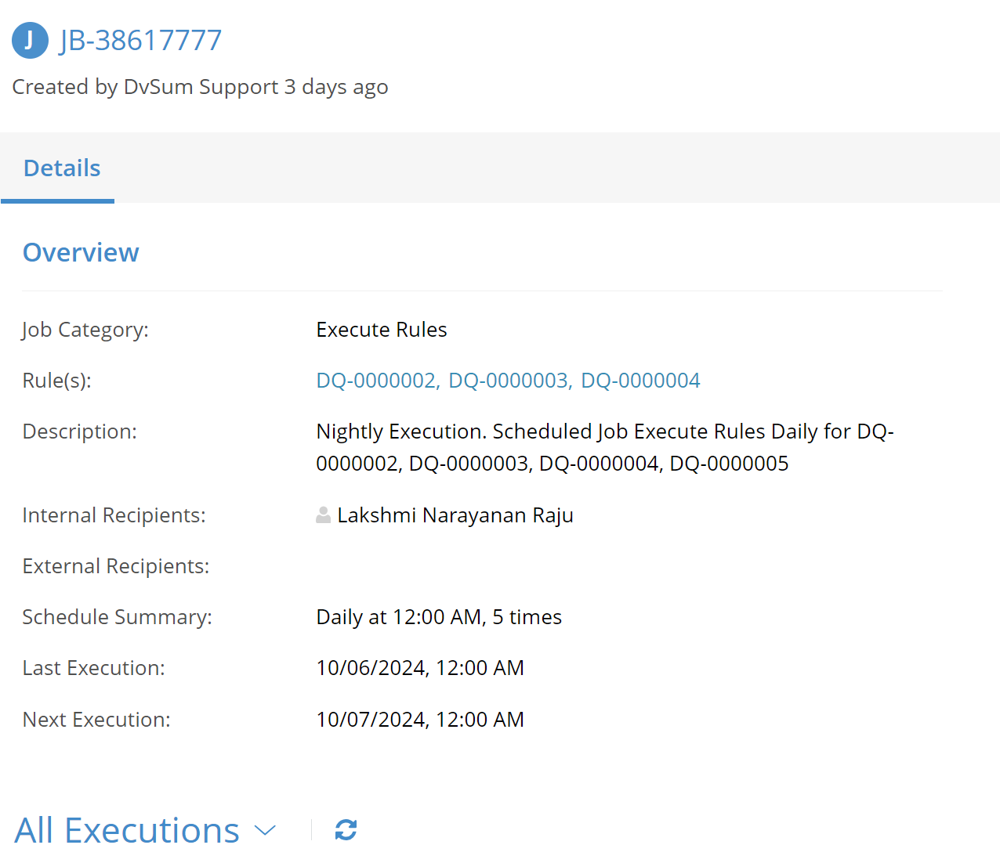 J JB-38617777
Created by DvSum Support 3 days ago
Details
Overview
Job Category: Execute Rules
Rule(s): DQ-0000002, DQ-0000003, DQ-0000004
Description: Nightly Execution. Scheduled Job Execute Rules Daily for DQ-
0000002, DQ-0000003, DQ-0000004, DQ-0000005
Internal Recipients: Lakshmi Narayanan Raju
External Recipients:
Schedule Summary: Daily at 12:00 AM, 5 times
Last Execution: 10/06/2024, 12:00 AM
Next Execution: 10/07/2024, 12:00 AM
All Executions